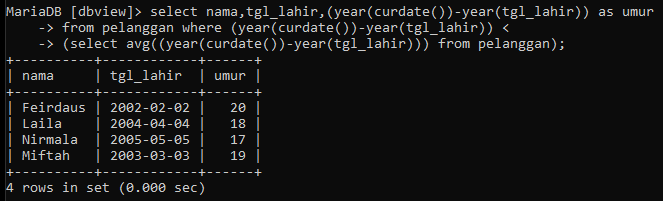 MariaDB [dbview]> select nama,tgl_lahir,(year(curdate())-year(tgl_lahir)) as umur
    -> from pelanggan where (year(curdate())-year(tgl_lahir)) <
    -> (select avg((year(curdate())-year(tgl_lahir))) from pelanggan);
+----------+------------+------+
| nama     | tgl_lahir  | umur |
+----------+------------+------+
| Feirdaus | 2002-02-02 |   20 |
| Laila    | 2004-04-04 |   18 |
| Nirmala  | 2005-05-05 |   17 |
| Miftah   | 2003-03-03 |   19 |
+----------+------------+------+
4 rows in set (0.000 sec)